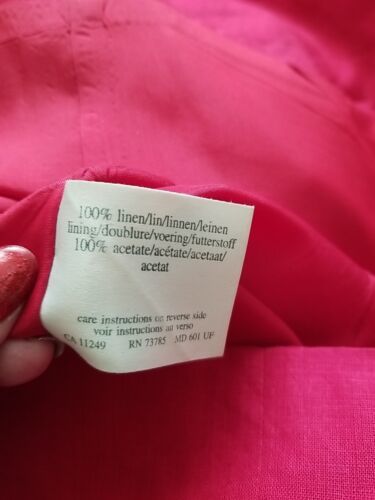 100% linen/lin/linnen/leinen
lining/doublure/voering/futterstoff
100% acetate/acétate/acetaat/
acetat
care instructions on reverse side
voir instructions au verso
CA 11249 RN 73785 MD 601 UF